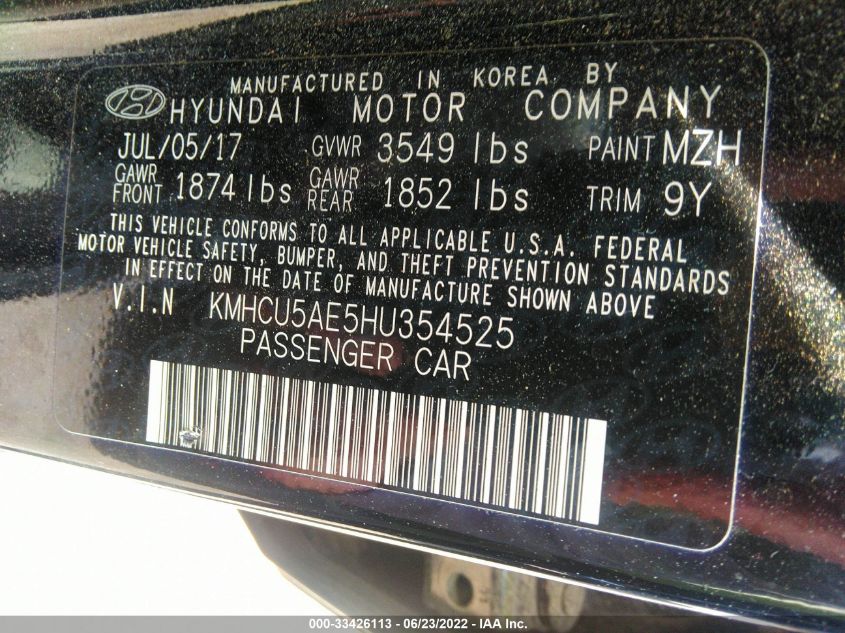 MANUFACTURED IN KOREA BY
HYUNDAI MOTOR COMPANY
JUL/05/17 GVWR 3549 lbs PAINT MZH
GAWR FRONT 1874 lbs GAWR REAR 1852 lbs TRIM 9Y
THIS VEHICLE CONFORMS TO ALL APPLICABLE U.S.A. FEDERAL
MOTOR VEHICLE SAFETY, BUMPER, AND THEFT PREVENTION STANDARDS
IN EFFECT ON THE DATE OF MANUFACTURE SHOWN ABOVE
V.I.N KMHCU5AE5HU354525
PASSENGER CAR
000-33426113 - 06/23/2022 - IAA Inc.